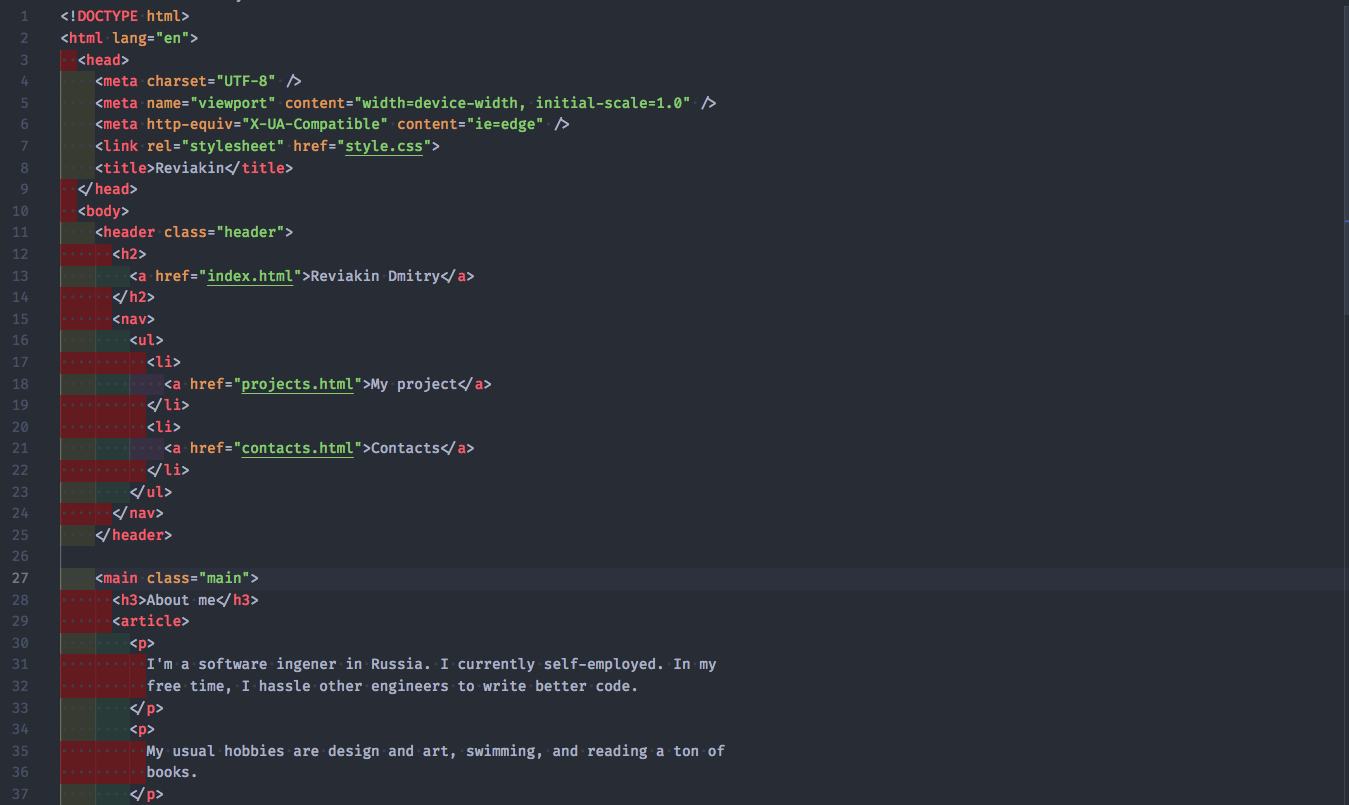 1 <!DOCTYPE html>
2 <html lang="en">
3   <head>
4     <meta charset="UTF-8" />
5     <meta name="viewport" content="width=device-width, initial-scale=1.0" />
6     <meta http-equiv="X-UA-Compatible" content="ie=edge" />
7     <link rel="stylesheet" href="style.css">
8     <title>Reviakin</title>
9   </head>
10   <body>
11     <header class="header">
12       <h2>
13         <a href="index.html">Reviakin Dmitry</a>
14       </h2>
15       <nav>
16         <ul>
17           <li>
18             <a href="projects.html">My project</a>
19           </li>
20           <li>
21             <a href="contacts.html">Contacts</a>
22           </li>
23         </ul>
24       </nav>
25     </header>
26
27     <main class="main">
28       <h3>About me</h3>
29       <article>
30         <p>
31           I'm a software ingener in Russia. I currently self-employed. In my
32           free time, I hassle other engineers to write better code.
33         </p>
34         <p>
35           My usual hobbies are design and art, swimming, and reading a ton of
36           books.
37         </p>